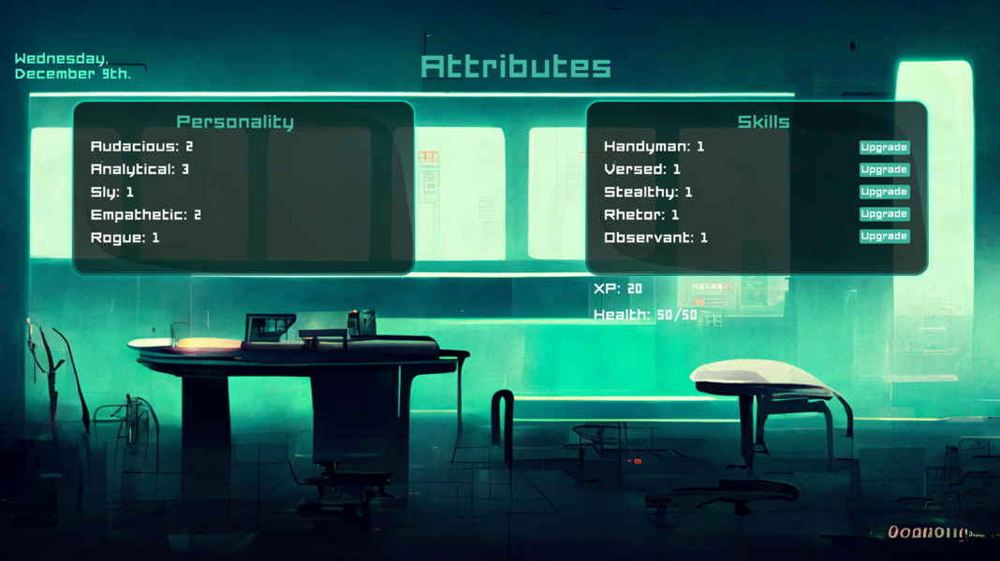 Wednesday,
December 9th.
Attributes
Personality
Audacious: 2
Analytical: 3
Sly: 1
Empathetic: 2
Rogue: 1
Skills
Handyman: 1 Upgrade
Versed: 1 Upgrade
Stealthy: 1 Upgrade
Rhetor: 1 Upgrade
Observant: 1 Upgrade
XP: 20
Health: 50/50